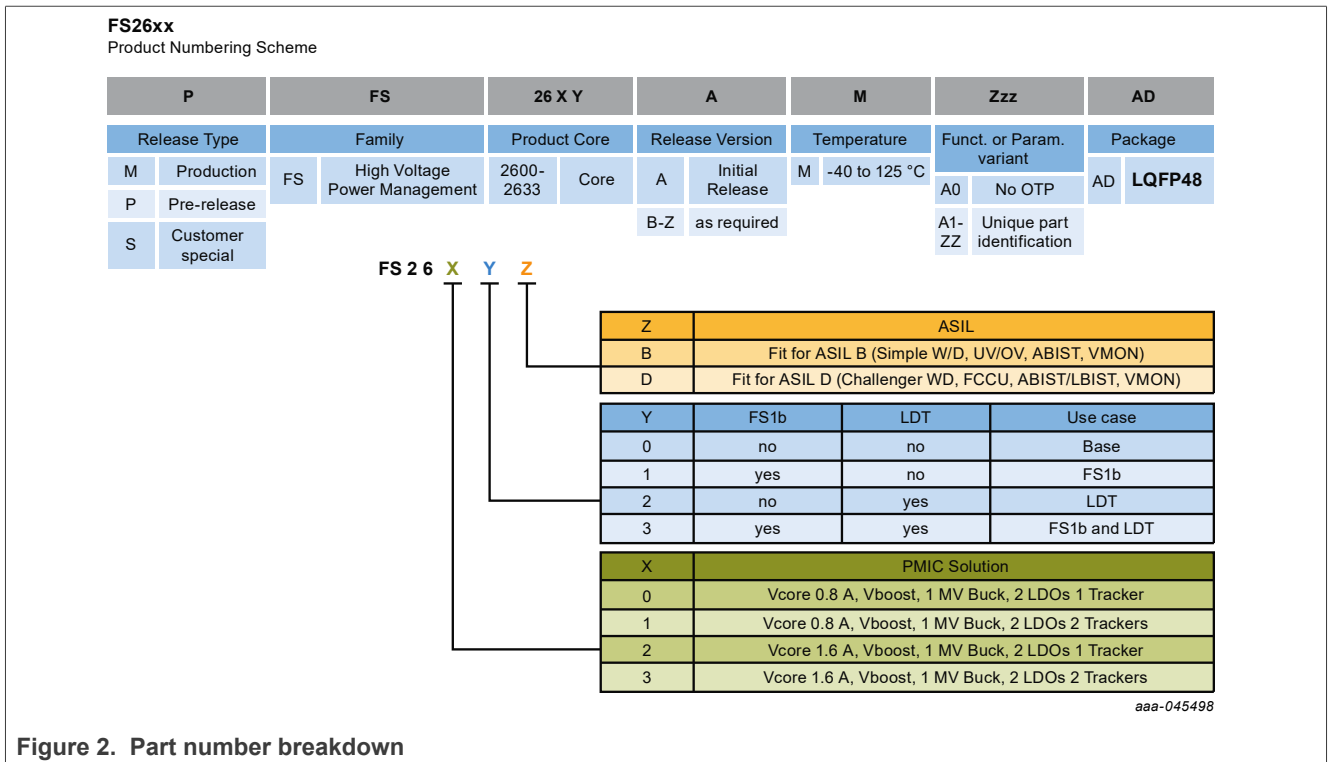 FS26xx
Product Numbering Scheme
P FS 26 X Y A M Zzz AD
Release Type Family Product Core Release Version Temperature Funct. or Param. variant Package
M Production
P Pre-release
S Customer special
FS High Voltage Power Management
2600-2633 Core
A Initial Release
B-Z as required
M -40 to 125 °C
A0 No OTP
A1-ZZ Unique part identification
AD LQFP48
FS 2 6 X Y Z
Z ASIL
B Fit for ASIL B (Simple W/D, UV/OV, ABIST, VMON)
D Fit for ASIL D (Challenger WD, FCCU, ABIST/LBIST, VMON)
Y FS1b LDT Use case
0 no no Base
1 yes no FS1b
2 no yes LDT
3 yes yes FS1b and LDT
X PMIC Solution
0 Vcore 0.8 A, Vboost, 1 MV Buck, 2 LDOs 1 Tracker
1 Vcore 0.8 A, Vboost, 1 MV Buck, 2 LDOs 2 Trackers
2 Vcore 1.6 A, Vboost, 1 MV Buck, 2 LDOs 1 Tracker
3 Vcore 1.6 A, Vboost, 1 MV Buck, 2 LDOs 2 Trackers
aaa-045498
Figure 2. Part number breakdown